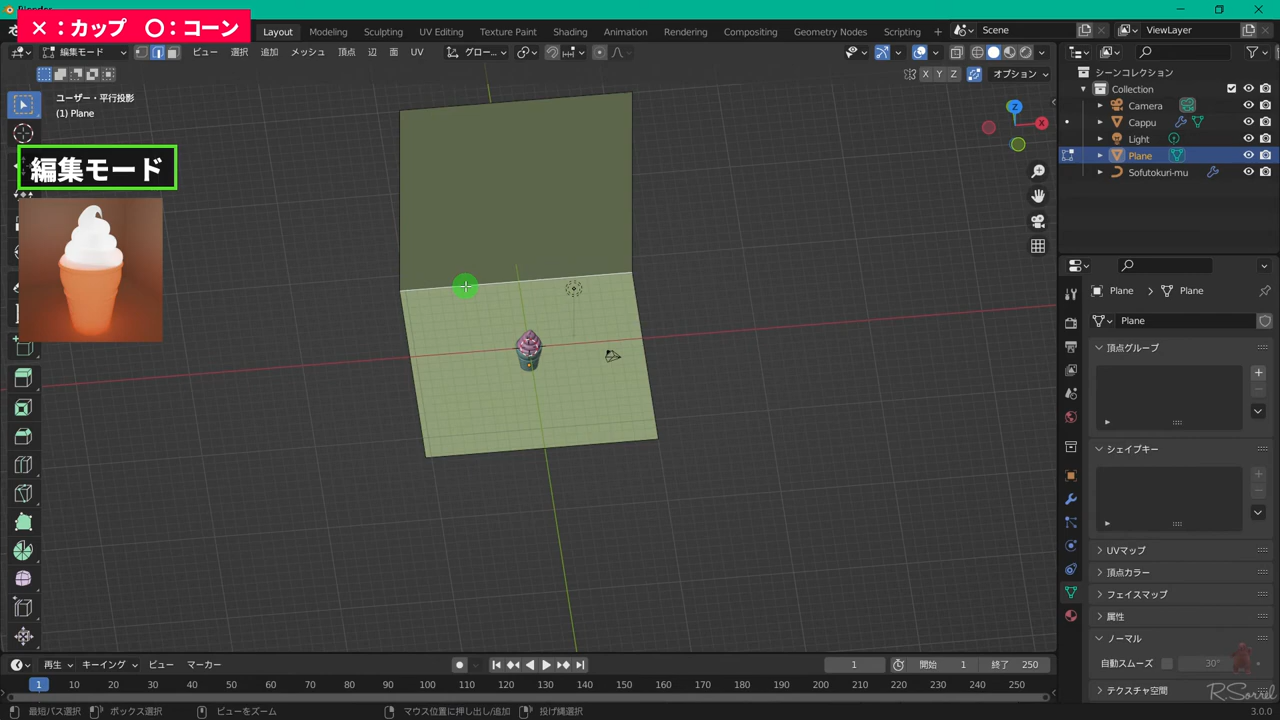 Blender
×：カップ　〇：コーン
Layout Modeling Sculpting UV Editing Texture Paint Shading Animation Rendering Compositing Geometry Nodes Scripting
Scene
ViewLayer
編集モード ビュー 選択 追加 メッシュ 頂点 辺 面 UV
グロー...
X Y Z オプション
ユーザー・平行投影
(1) Plane
編集モード
シーンコレクション
Collection
Camera
Cappu
Light
Plane
Sofutokuri-mu
Z
X
Plane > Plane
Plane
頂点グループ
シェイプキー
UVマップ
頂点カラー
フェイスマップ
属性
ノーマル
自動スムーズ 30°
テクスチャ空間
R Sorrel
再生 キーイング ビュー マーカー
1 開始 1 終了 250
1 10 20 30 40 50 60 70 80 90 100 110 120 130 140 150 160 170 180 190 200 210 220 230 240 250
最短パス選択 ボックス選択 ビューをズーム マウス位置に押し出し/追加 投げ縄選択
3.0.0